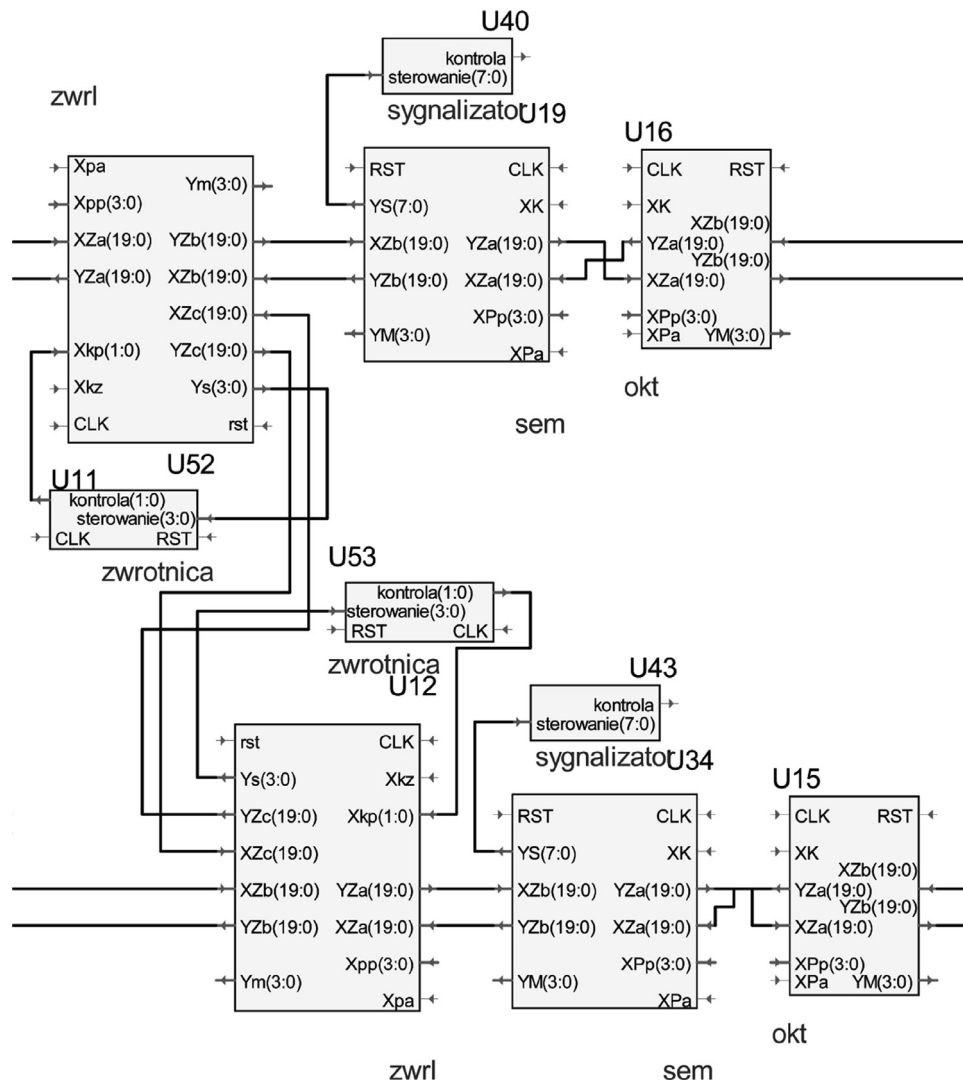 U40
kontrola
sterowanie(7:0)
sygnalizator
zwrl
Xpa
Xpp(3:0)
XZa(19:0)
YZa(19:0)
Xkp(1:0)
Xkz
CLK
Ym(3:0)
YZb(19:0)
XZb(19:0)
XZc(19:0)
YZc(19:0)
Ys(3:0)
rst
U19
RST
YS(7:0)
XZb(19:0)
YZb(19:0)
YM(3:0)
CLK
XK
YZa(19:0)
XZa(19:0)
XPp(3:0)
XPa
sem
U16
CLK
XK
YZa(19:0)
XZa(19:0)
XPp(3:0)
XPa
RST
XZb(19:0)
YZb(19:0)
YM(3:0)
okt
U11
U52
kontrola(1:0)
sterowanie(3:0)
CLK
RST
zwrotnica
U53
kontrola(1:0)
sterowanie(3:0)
RST
CLK
zwrotnica
U12
rst
Ys(3:0)
YZc(19:0)
XZc(19:0)
XZb(19:0)
YZb(19:0)
Ym(3:0)
CLK
Xkz
Xkp(1:0)
YZa(19:0)
XZa(19:0)
Xpp(3:0)
Xpa
zwrl
U43
kontrola
sterowanie(7:0)
sygnalizator
U34
RST
YS(7:0)
XZb(19:0)
YZb(19:0)
YM(3:0)
CLK
XK
YZa(19:0)
XZa(19:0)
XPp(3:0)
XPa
sem
U15
CLK
XK
YZa(19:0)
XZa(19:0)
XPp(3:0)
XPa
RST
XZb(19:0)
YZb(19:0)
YM(3:0)
okt